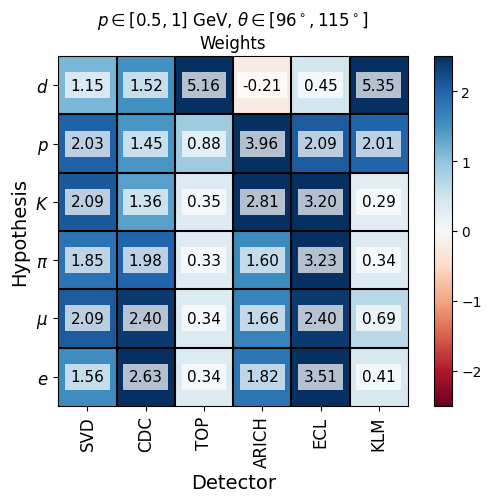 p ∈ [0.5, 1] GeV, θ ∈ [96°, 115°]
Weights
d 1.15 1.52 5.16 -0.21 0.45 5.35
p 2.03 1.45 0.88 3.96 2.09 2.01
K 2.09 1.36 0.35 2.81 3.20 0.29
π 1.85 1.98 0.33 1.60 3.23 0.34
μ 2.09 2.40 0.34 1.66 2.40 0.69
e 1.56 2.63 0.34 1.82 3.51 0.41
Hypothesis
SVD CDC TOP ARICH ECL KLM
Detector
2
1
0
−1
−2